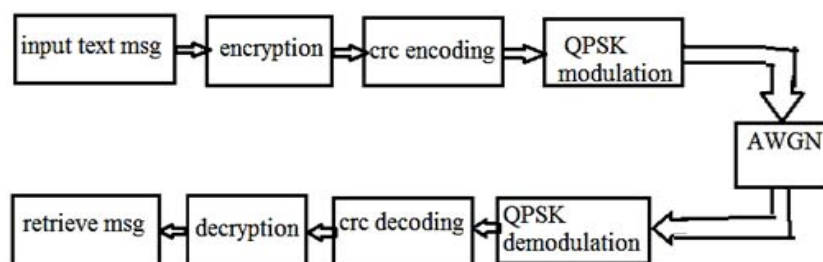 input text msg
encryption
crc encoding
QPSK
modulation
AWGN
retrieve msg
decryption
crc decoding
QPSK
demodulation